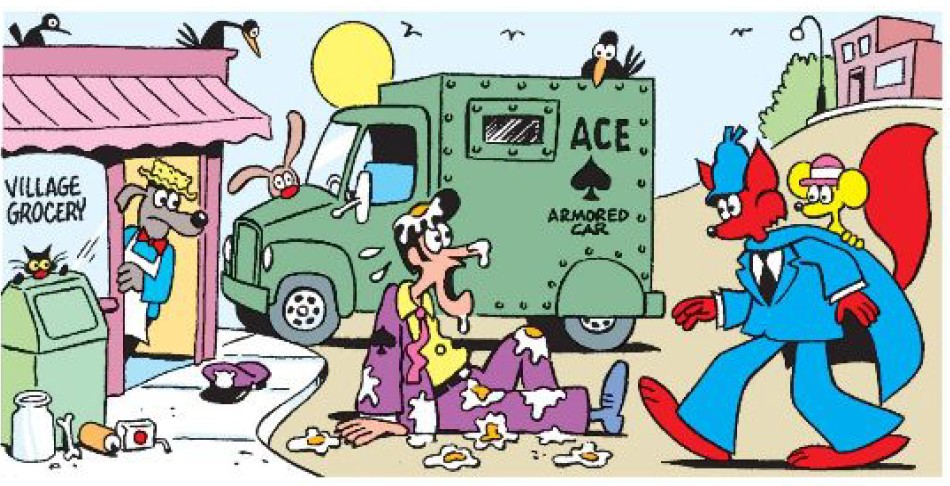 VILLAGE
GROCERY
ACE
ARMORED
CAR